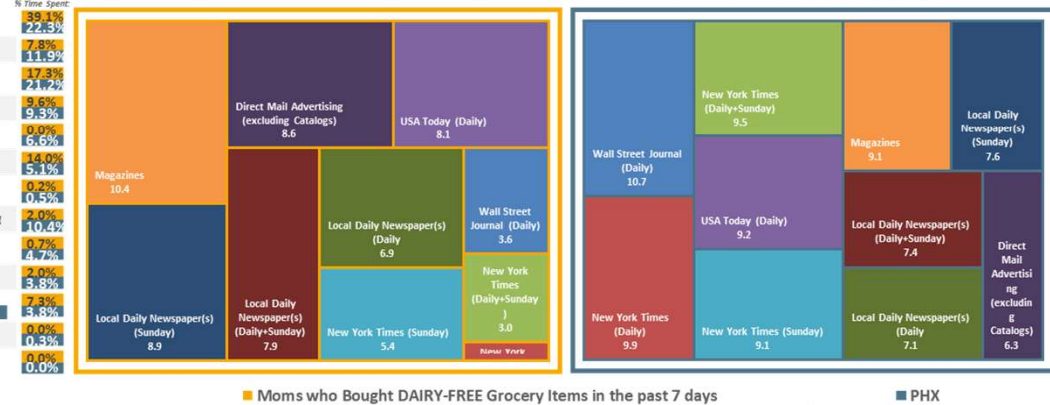 % Time Spent
39.1%
22.3%
7.8%
11.9%
17.3%
21.2%
9.6%
9.3%
0.0%
6.6%
14.0%
5.1%
0.2%
0.5%
2.0%
10.4%
0.7%
4.7%
2.0%
3.8%
7.3%
3.8%
0.0%
0.3%
0.0%
0.0%
Magazines
10.4
Direct Mail Advertising
(excluding Catalogs)
8.6
USA Today (Daily)
8.1
Local Daily Newspaper(s)
(Sunday)
8.9
Local Daily
Newspaper(s)
(Daily+Sunday)
7.9
Local Daily Newspaper(s)
(Daily
6.9
New York Times (Sunday)
5.4
Wall Street
Journal (Daily)
3.6
New York
Times
(Daily+Sunday
)
3.0
New York
Wall Street Journal
(Daily)
10.7
New York Times
(Daily)
9.9
New York Times
(Daily+Sunday)
9.5
USA Today (Daily)
9.2
New York Times (Sunday)
9.1
Magazines
9.1
Local Daily
Newspaper(s)
(Sunday)
7.6
Local Daily Newspaper(s)
(Daily+Sunday)
7.4
Local Daily Newspaper(s)
(Daily
7.1
Direct
Mail
Advertisi
ng
(excludin
g
Catalogs)
6.3
Moms who Bought DAIRY-FREE Grocery Items in the past 7 days
PHX